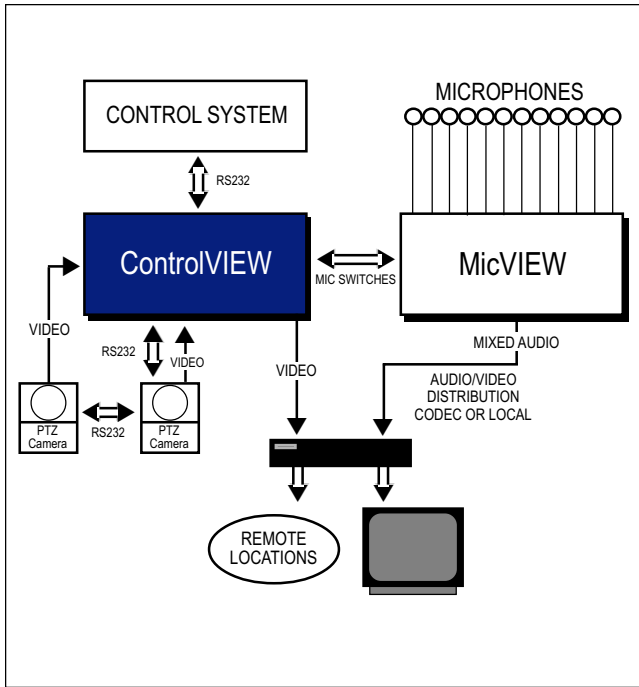 CONTROL SYSTEM
MICROPHONES
RS232
ControlVIEW
MicVIEW
MIC SWITCHES
VIDEO
RS232
VIDEO
VIDEO
MIXED AUDIO
AUDIO/VIDEO
DISTRIBUTION
CODEC OR LOCAL
PTZ
Camera
RS232
PTZ
Camera
REMOTE
LOCATIONS